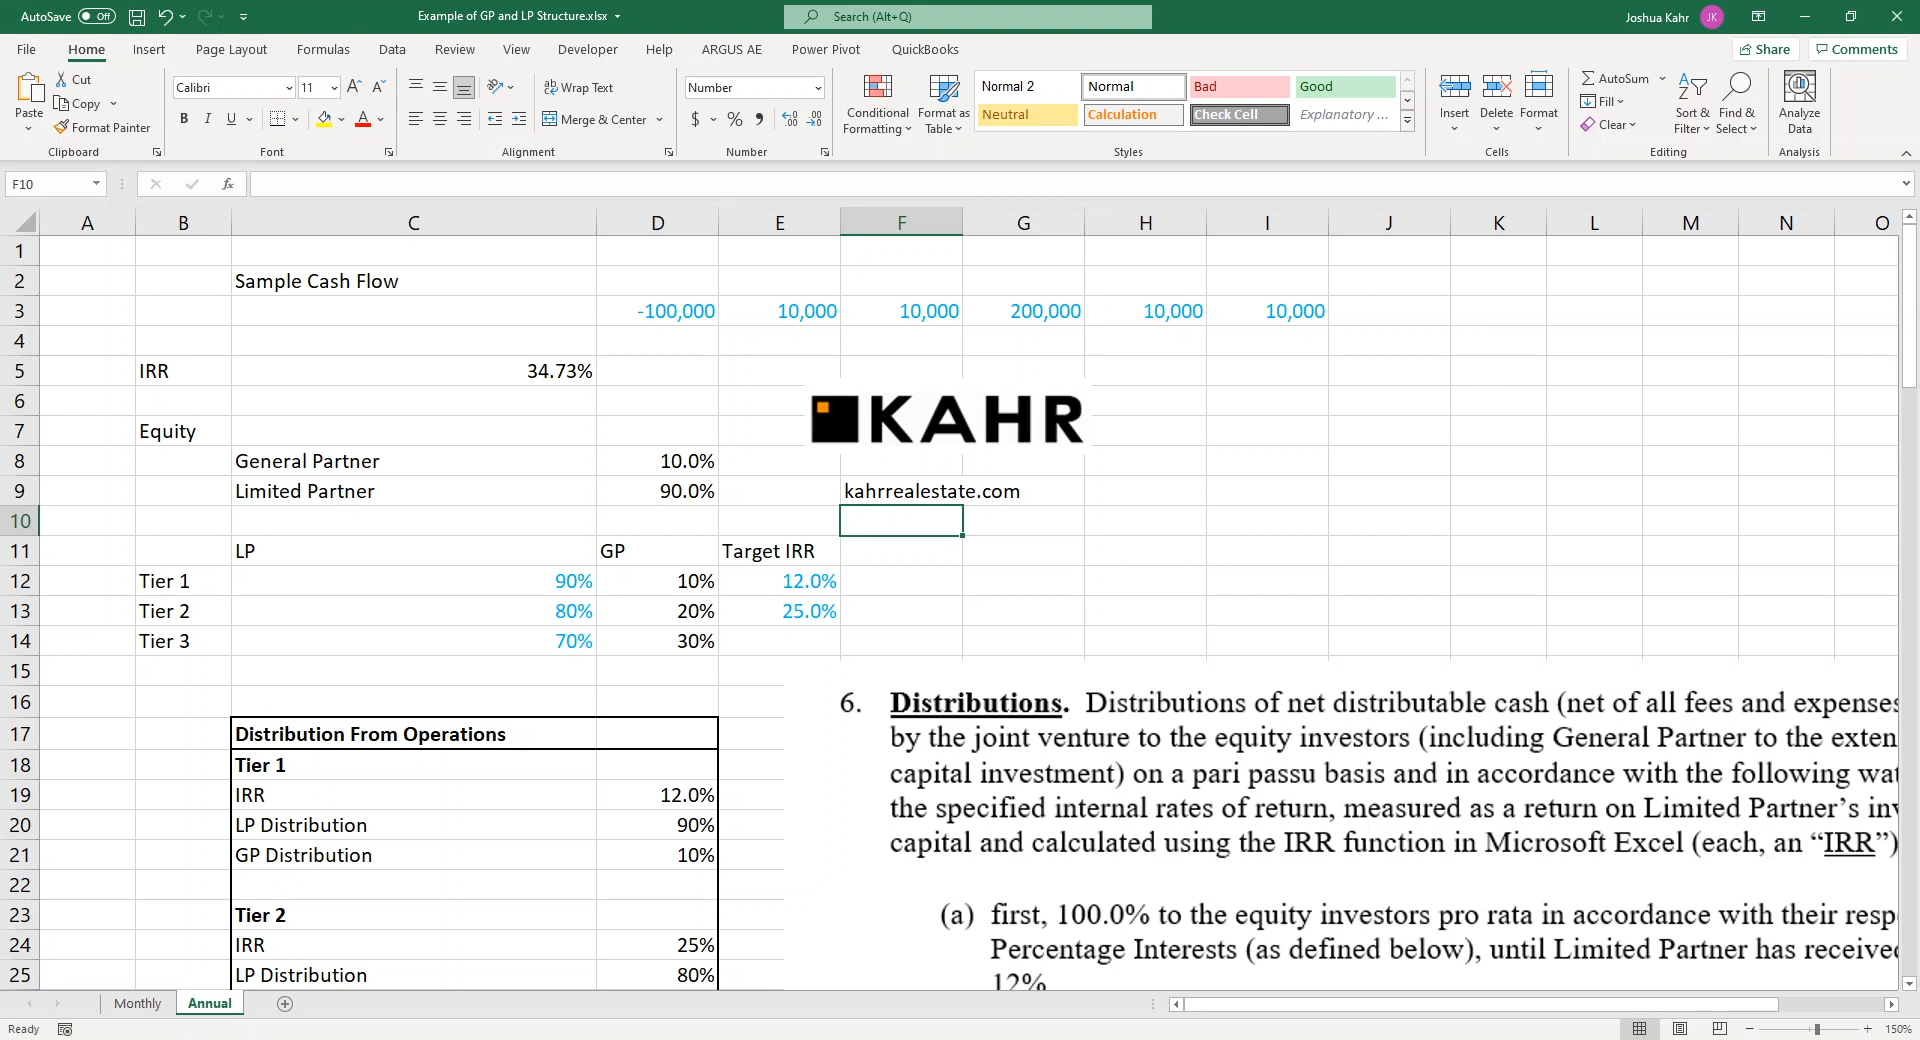 AutoSave Off Example of GP and LP Structure.xlsx Search (Alt+Q) Joshua Kahr JK
File Home Insert Page Layout Formulas Data Review View Developer Help ARGUS AE Power Pivot QuickBooks Share Comments
Paste
Cut
Copy
Format Painter
Clipboard
Calibri 11
B I U
Font
Wrap Text
Merge & Center
Alignment
Number
$ %
Number
Conditional Formatting
Format as Table
Normal 2 Normal Bad Good
Neutral Calculation Check Cell Explanatory ...
Styles
Insert Delete Format
Cells
AutoSum
Fill
Clear
Sort & Filter
Find & Select
Editing
Analyze Data
Analysis
F10 fx
A B C D E F G H I J K L M N O
1
2 Sample Cash Flow
3 -100,000 10,000 10,000 200,000 10,000 10,000
4
5 IRR 34.73%
6
KAHR
7 Equity
8 General Partner 10.0%
9 Limited Partner 90.0% kahrrealestate.com
10
11 LP GP Target IRR
12 Tier 1 90% 10% 12.0%
13 Tier 2 80% 20% 25.0%
14 Tier 3 70% 30%
15
16
17 Distribution From Operations
18 Tier 1
19 IRR 12.0%
20 LP Distribution 90%
21 GP Distribution 10%
22
23 Tier 2
24 IRR 25%
25 LP Distribution 80%
6. Distributions. Distributions of net distributable cash (net of all fees and expenses
by the joint venture to the equity investors (including General Partner to the exten
capital investment) on a pari passu basis and in accordance with the following wat
the specified internal rates of return, measured as a return on Limited Partner’s inv
capital and calculated using the IRR function in Microsoft Excel (each, an “IRR”)
(a) first, 100.0% to the equity investors pro rata in accordance with their resp
Percentage Interests (as defined below), until Limited Partner has received
12%
Monthly Annual
Ready 150%